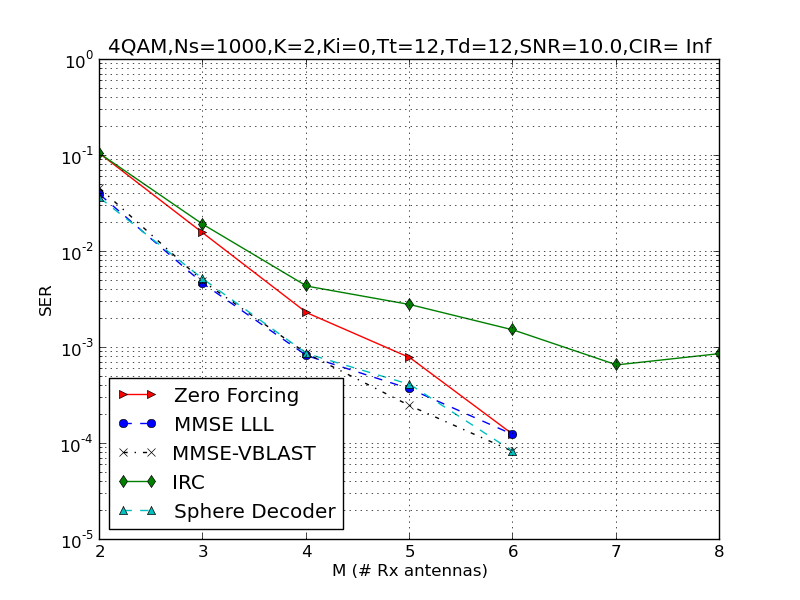 4QAM,Ns=1000,K=2,Ki=0,Tt=12,Td=12,SNR=10.0,CIR= Inf
10^0
10^-1
10^-2
10^-3
10^-4
10^-5
SER
Zero Forcing
MMSE LLL
MMSE-VBLAST
IRC
Sphere Decoder
2 3 4 5 6 7 8
M (# Rx antennas)